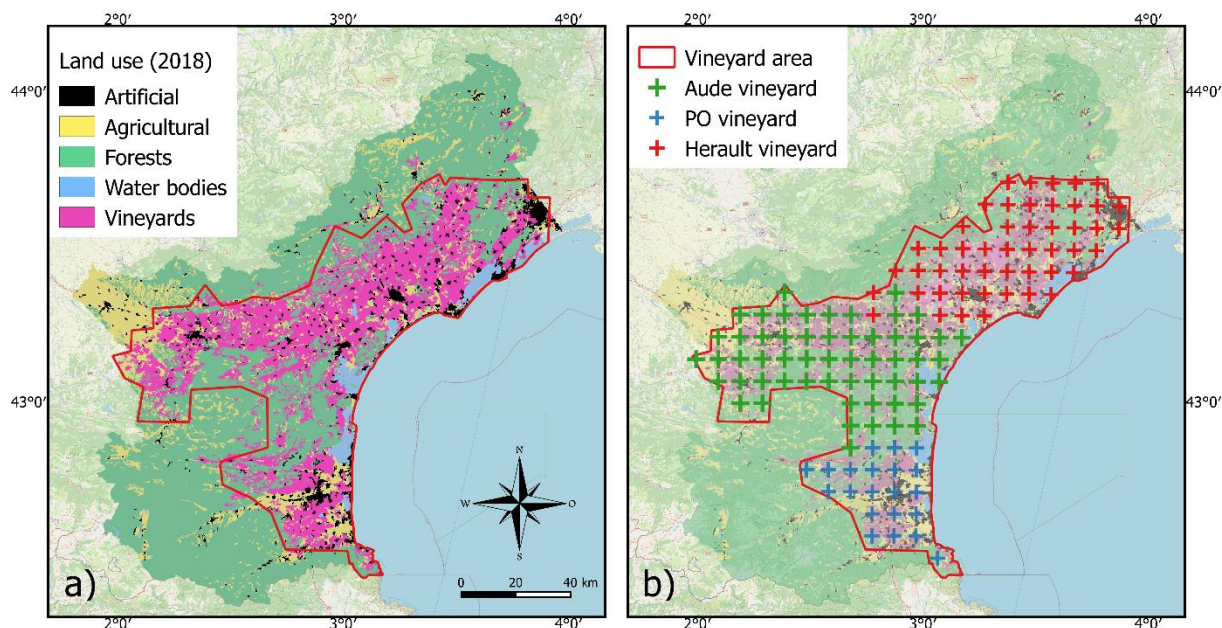 2°0' 3°0' 4°0' 2°0' 3°0' 4°0'
Land use (2018)
Artificial
Agricultural
Forests
Water bodies
Vineyards
Vineyard area
Aude vineyard
PO vineyard
Herault vineyard
44°0' 44°0'
43°0' 43°0' 43°0'
N
W O
S
0 20 40 km
a) b)
2°0' 3°0' 4°0' 2°0' 3°0' 4°0'